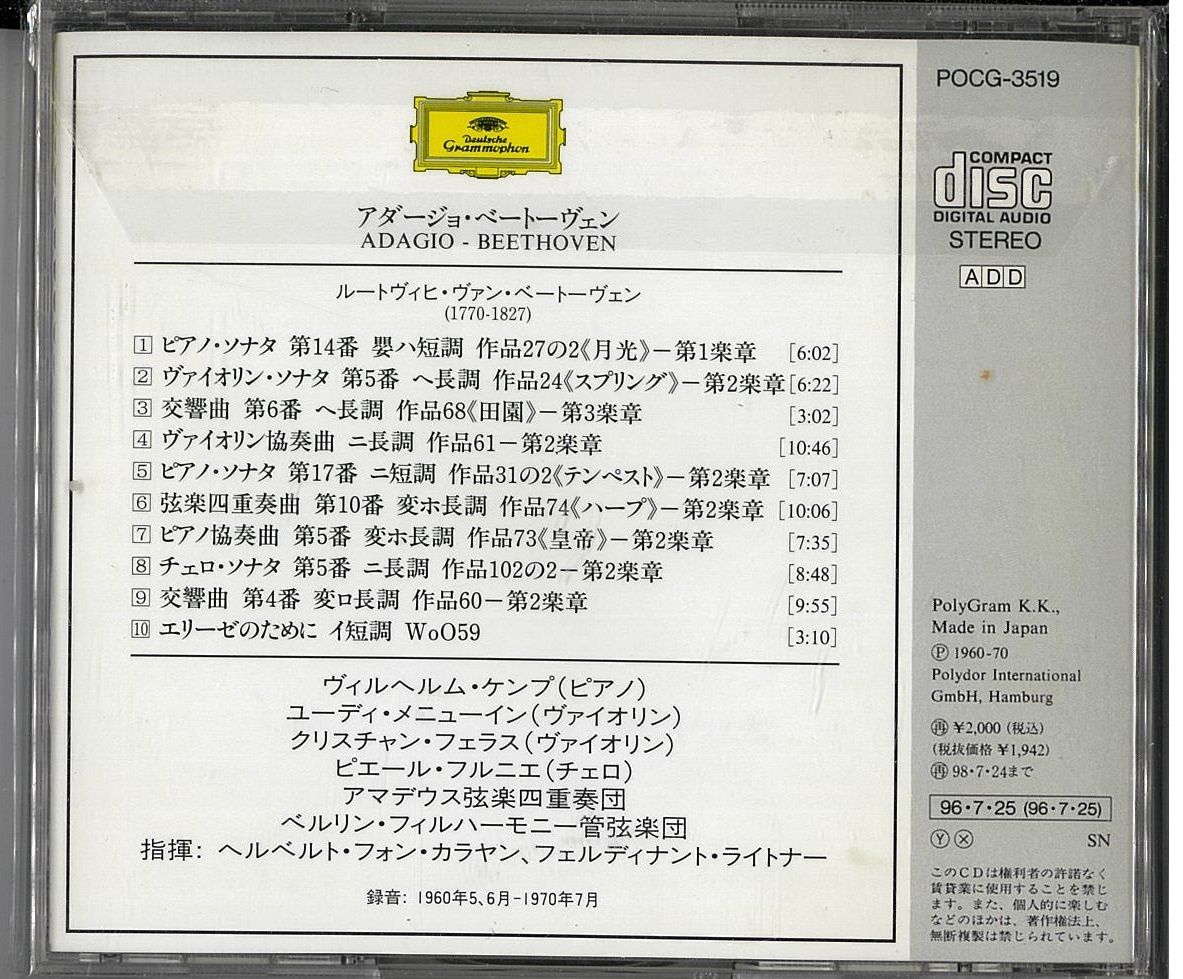 Deutsche
Grammophon
アダージョ・ベートーヴェン
ADAGIO - BEETHOVEN
ルートヴィヒ・ヴァン・ベートーヴェン
(1770-1827)
1 ピアノ・ソナタ 第14番 嬰ハ短調 作品27の2《月光》－第1楽章 [6:02]
2 ヴァイオリン・ソナタ 第5番 ヘ長調 作品24《スプリング》－第2楽章 [6:22]
3 交響曲 第6番 ヘ長調 作品68《田園》－第3楽章 [3:02]
4 ヴァイオリン協奏曲 ニ長調 作品61－第2楽章 [10:46]
5 ピアノ・ソナタ 第17番 ニ短調 作品31の2《テンペスト》－第2楽章 [7:07]
6 弦楽四重奏曲 第10番 変ホ長調 作品74《ハープ》－第2楽章 [10:06]
7 ピアノ協奏曲 第5番 変ホ長調 作品73《皇帝》－第2楽章 [7:35]
8 チェロ・ソナタ 第5番 ニ長調 作品102の2－第2楽章 [8:48]
9 交響曲 第4番 変ロ長調 作品60－第2楽章 [9:55]
10 エリーゼのために イ短調 WoO59 [3:10]
ヴィルヘルム・ケンプ(ピアノ)
ユーディ・メニューイン(ヴァイオリン)
クリスチャン・フェラス(ヴァイオリン)
ピエール・フルニエ(チェロ)
アマデウス弦楽四重奏団
ベルリン・フィルハーモニー管弦楽団
指揮: ヘルベルト・フォン・カラヤン、フェルディナント・ライトナー
録音: 1960年5、6月-1970年7月
POCG-3519
COMPACT
disc
DIGITAL AUDIO
STEREO
ADD
PolyGram K.K.,
Made in Japan
Ⓟ 1960-70
Polydor International
GmbH, Hamburg
再 ¥2,000 (税込)
(税抜価格 ¥1,942)
再 98・7・24まで
96・7・25 (96・7・25)
Ⓨ Ⓧ SN
このCDは権利者の許諾なく
賃貸業に使用することを禁じ
ます。また、個人的に楽しむ
などのほかは、著作権法上、
無断複製は禁じられています。